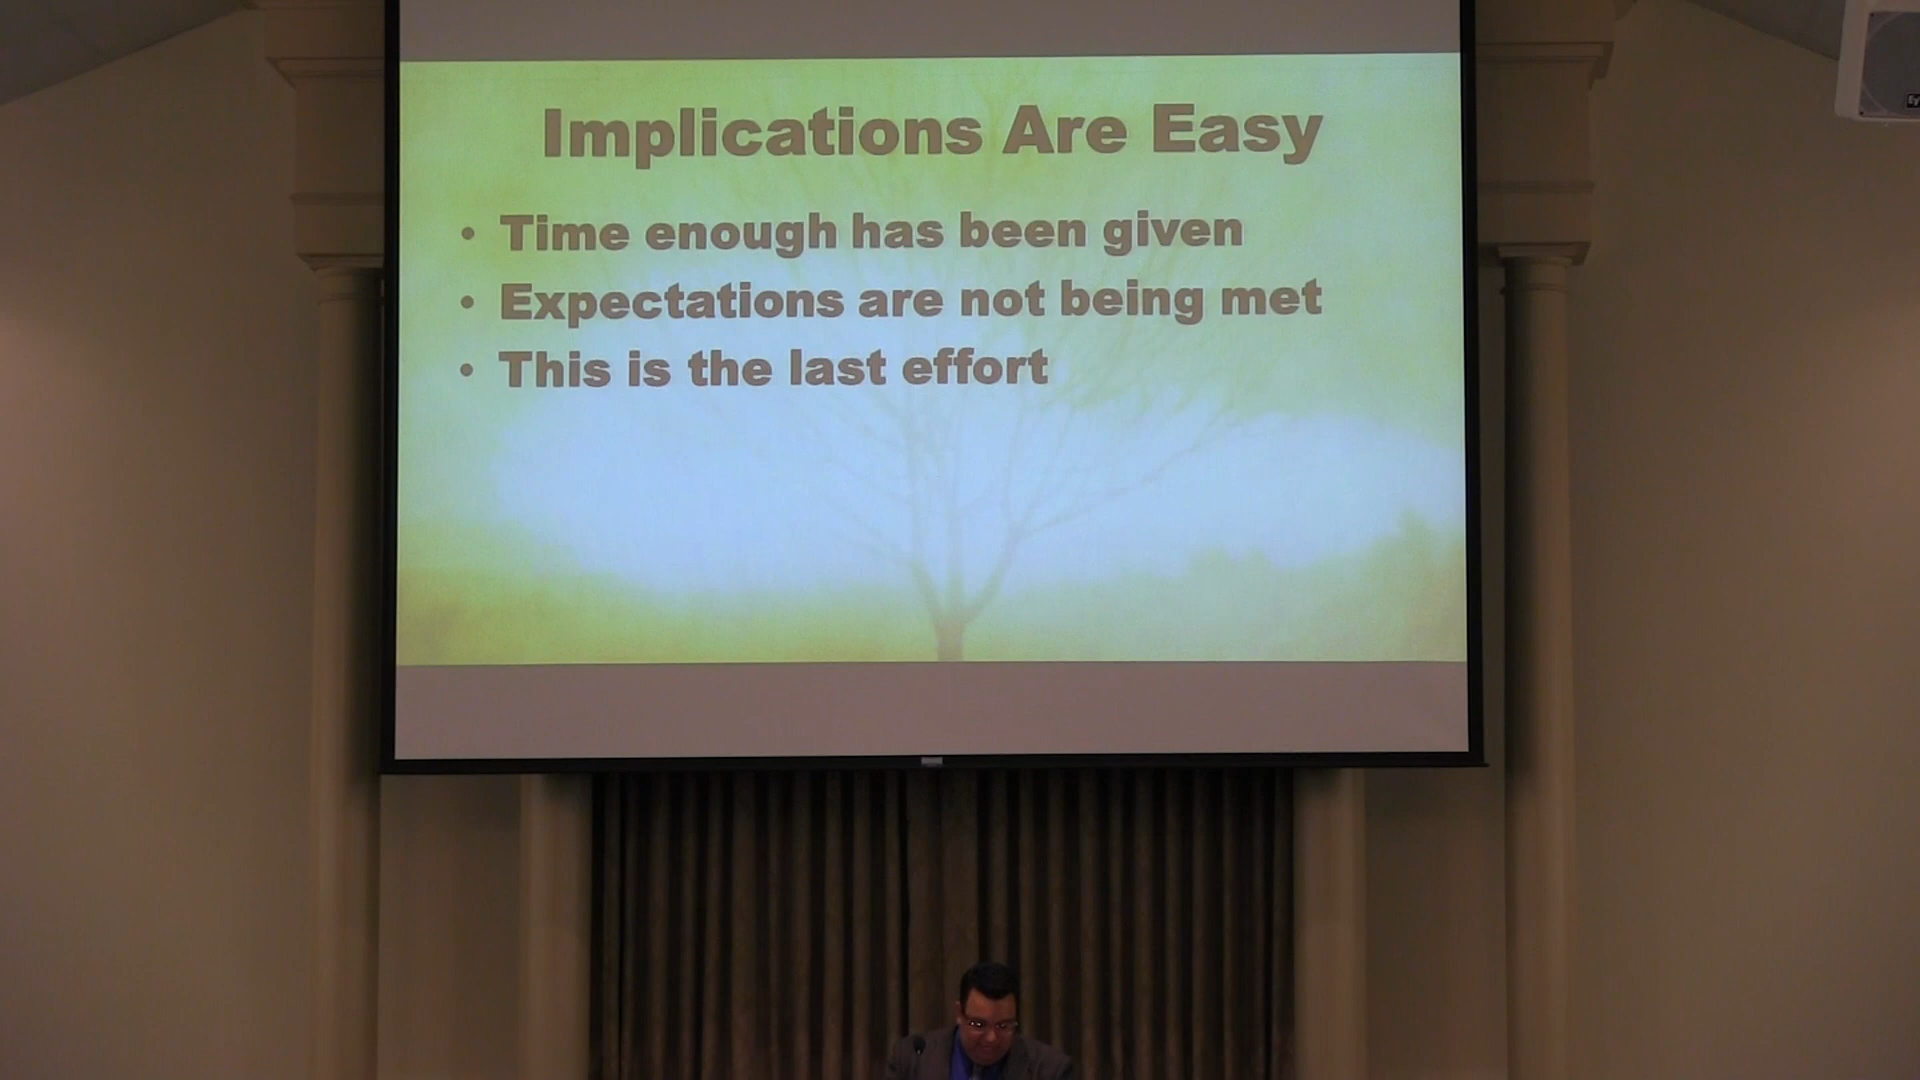 Implications Are Easy
• Time enough has been given
• Expectations are not being met
• This is the last effort